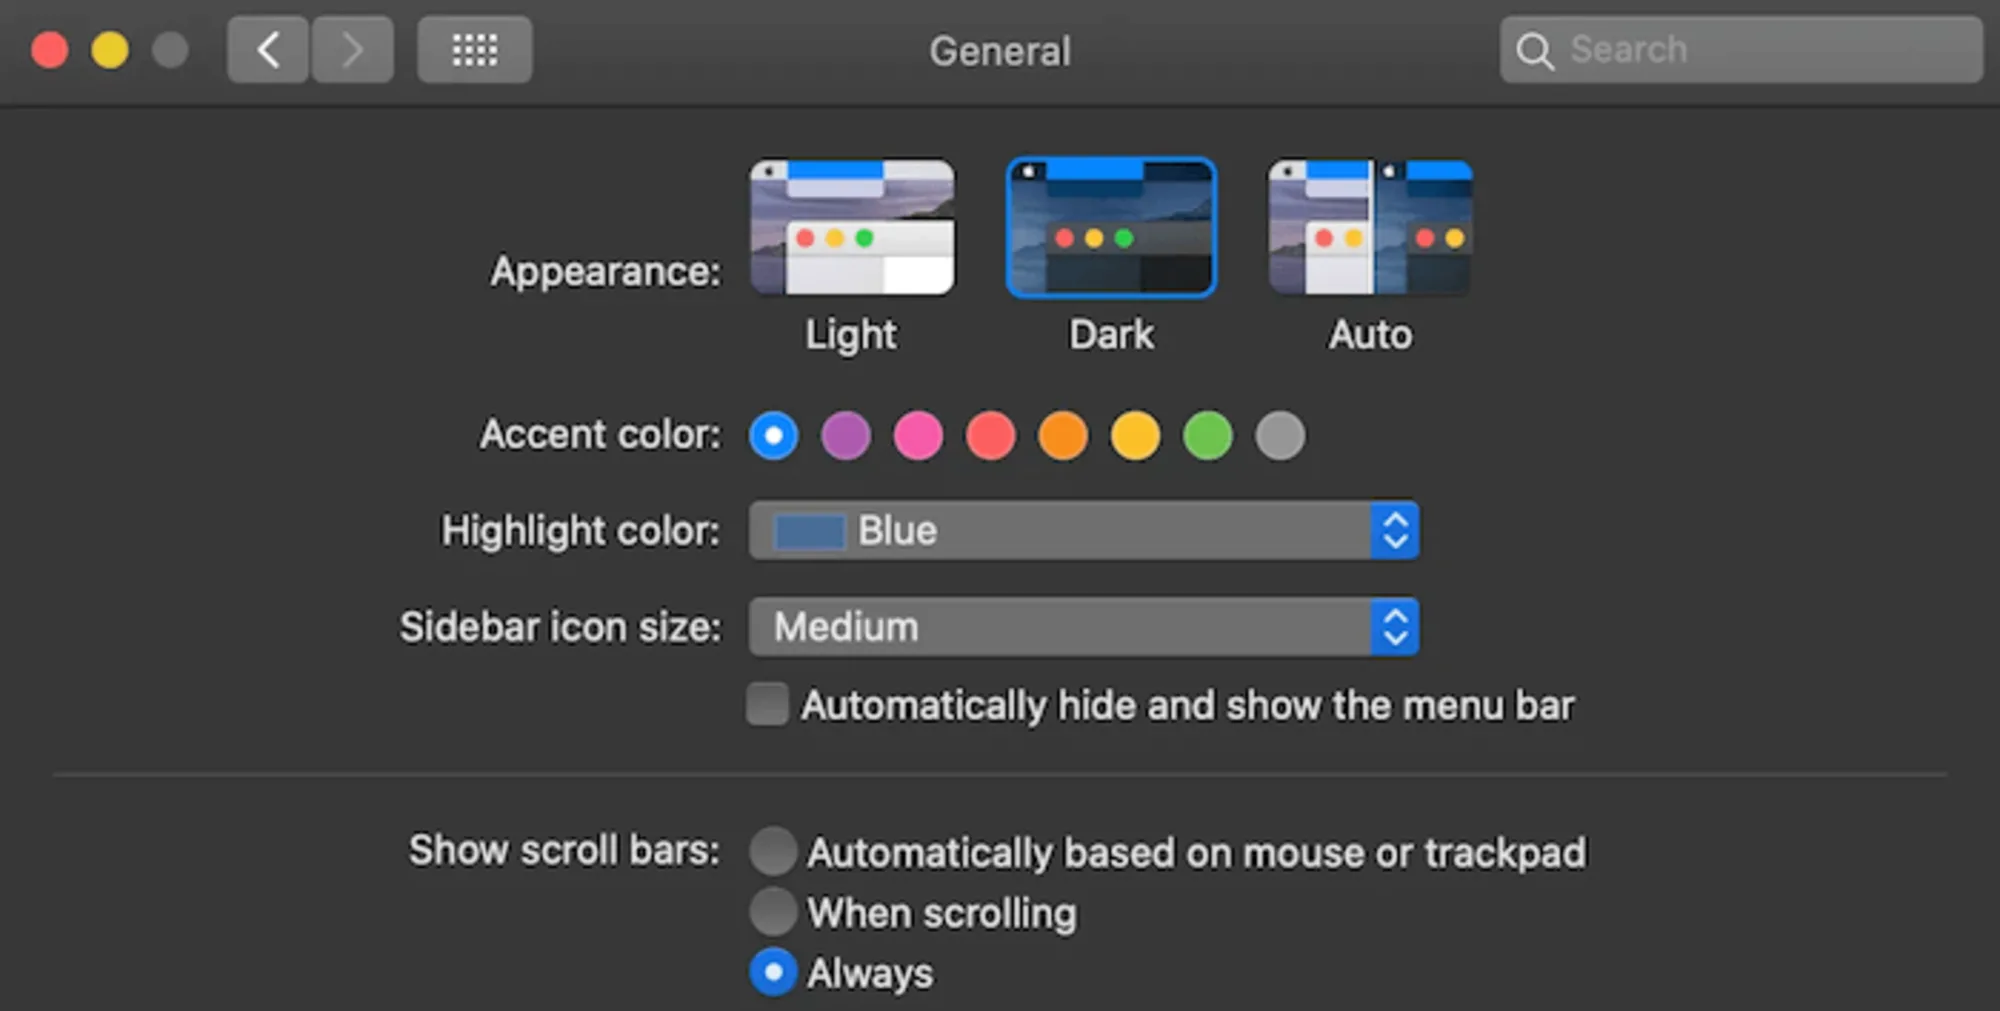 General
Search
Appearance:
Light
Dark
Auto
Accent color:
Highlight color:
Blue
Sidebar icon size:
Medium
Automatically hide and show the menu bar
Show scroll bars:
Automatically based on mouse or trackpad
When scrolling
Always